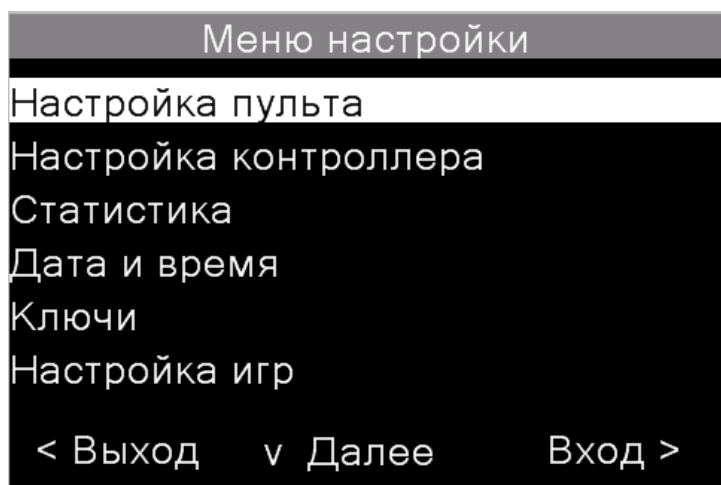 Меню настройки
Настройка пульта
Настройка контроллера
Статистика
Дата и время
Ключи
Настройка игр
< Выход v Далее Вход >